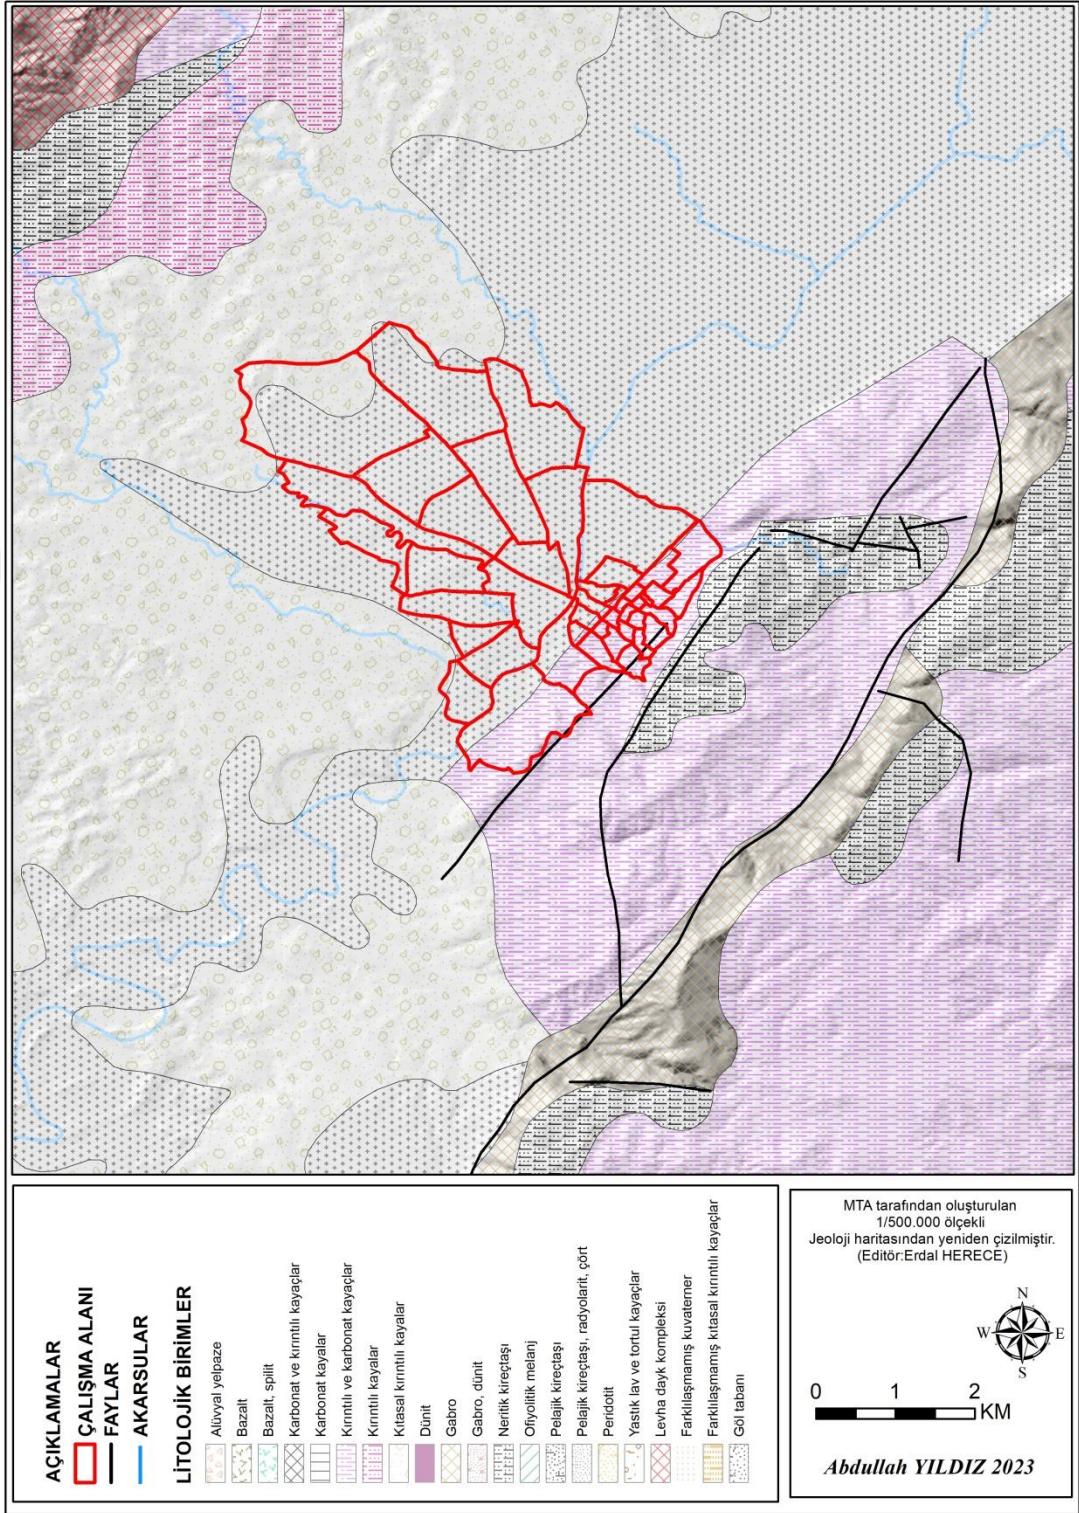 AÇIKLAMALAR
ÇALIŞMA ALANI
FAYLAR
AKARSULAR
LİTOLOJİK BİRİMLER
Alüvyal yelpaze
Bazalt
Bazalt, spilit
Karbonat ve kırıntılı kayaçlar
Karbonat kayalar
Kırıntılı ve karbonat kayaçlar
Kırıntılı kayalar
Kıtasal kırıntılı kayalar
Dünit
Gabro
Gabro, dünit
Neritik kireçtaşı
Ofiyolitik melanj
Pelajik kireçtaşı
Pelajik kireçtaşı, radyolarit, çört
Peridotit
Yastık lav ve tortul kayaçlar
Levha dayk kompleksi
Farklılaşmamış kuvaterner
Farklılaşmamış kıtasal kırıntılı kayaçlar
Göl tabanı
MTA tarafından oluşturulan
1/500.000 ölçekli
Jeoloji haritasından yeniden çizilmiştir.
(Editör:Erdal HERECE)
N
W E
S
0 1 2
KM
Abdullah YILDIZ 2023